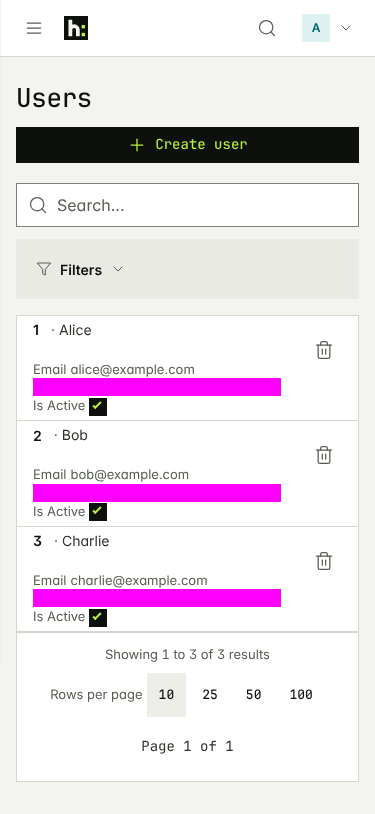 h:
A
Users
Create user
Search...
Filters
1 · Alice
Email alice@example.com
Is Active
2 · Bob
Email bob@example.com
Is Active
3 · Charlie
Email charlie@example.com
Is Active
Showing 1 to 3 of 3 results
Rows per page 10 25 50 100
Page 1 of 1